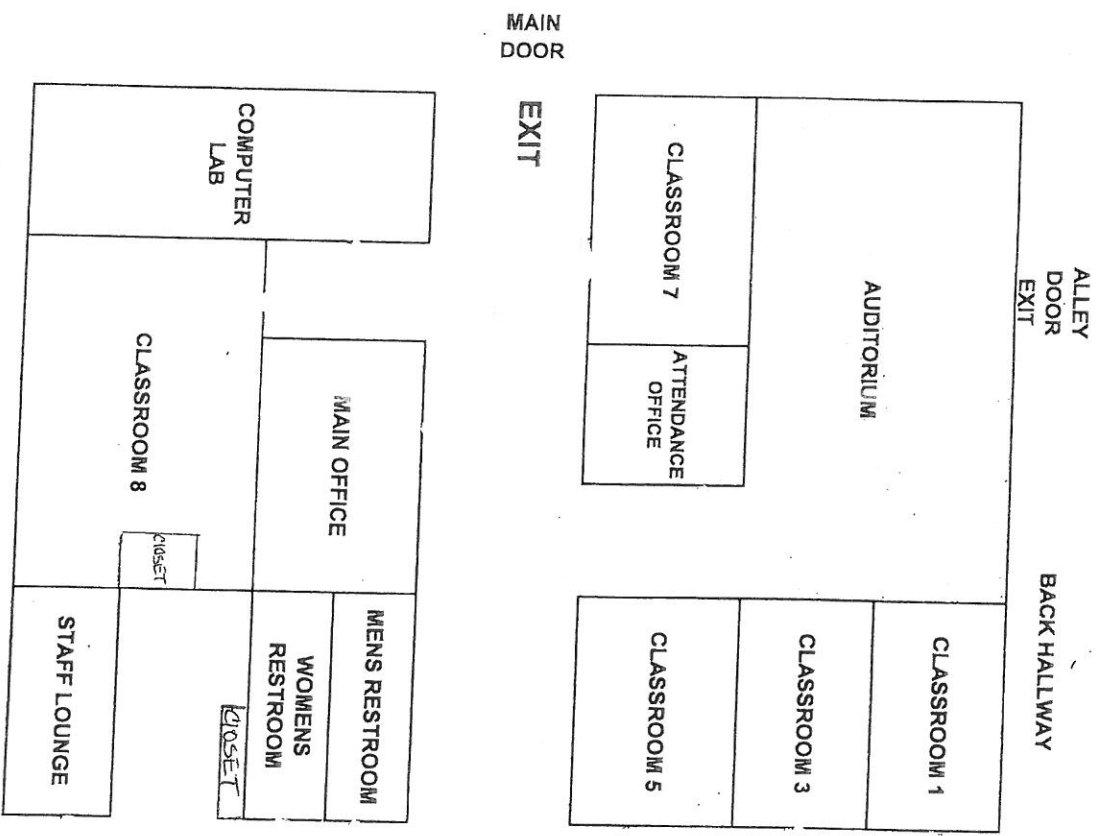 MAIN
DOOR
EXIT
COMPUTER
LAB
CLASSROOM 7
AUDITORIUM
ALLEY
DOOR
EXIT
CLASSROOM 8
MAIN OFFICE
ATTENDANCE
OFFICE
BACK HALLWAY
CLOSET
STAFF LOUNGE
CLOSET
WOMENS
RESTROOM
MENS RESTROOM
CLASSROOM 5
CLASSROOM 3
CLASSROOM 1